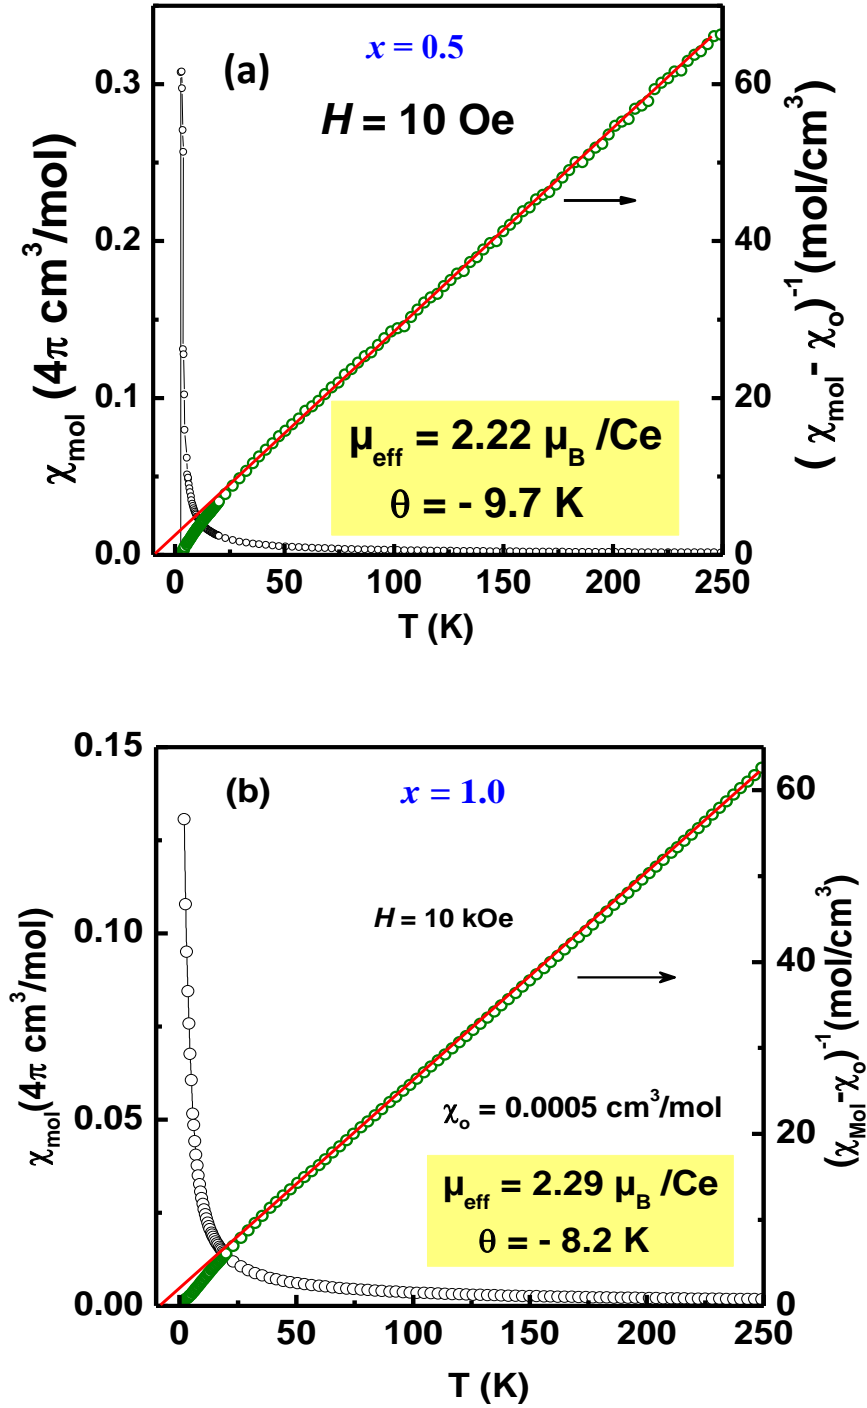 (a)
x = 0.5
H = 10 Oe
χmol (4π cm³/mol)
0.3
0.2
0.1
0.0
( χmol - χo )⁻¹ (mol/cm³)
60
40
20
0
μeff = 2.22 μB /Ce
θ = - 9.7 K
0 50 100 150 200 250
T (K)
(b)
x = 1.0
H = 10 kOe
χmol(4π cm³/mol)
0.15
0.10
0.05
0.00
(χMol-χo)⁻¹(mol/cm³)
60
40
20
0
χo = 0.0005 cm³/mol
μeff = 2.29 μB /Ce
θ = - 8.2 K
0 50 100 150 200 250
T (K)